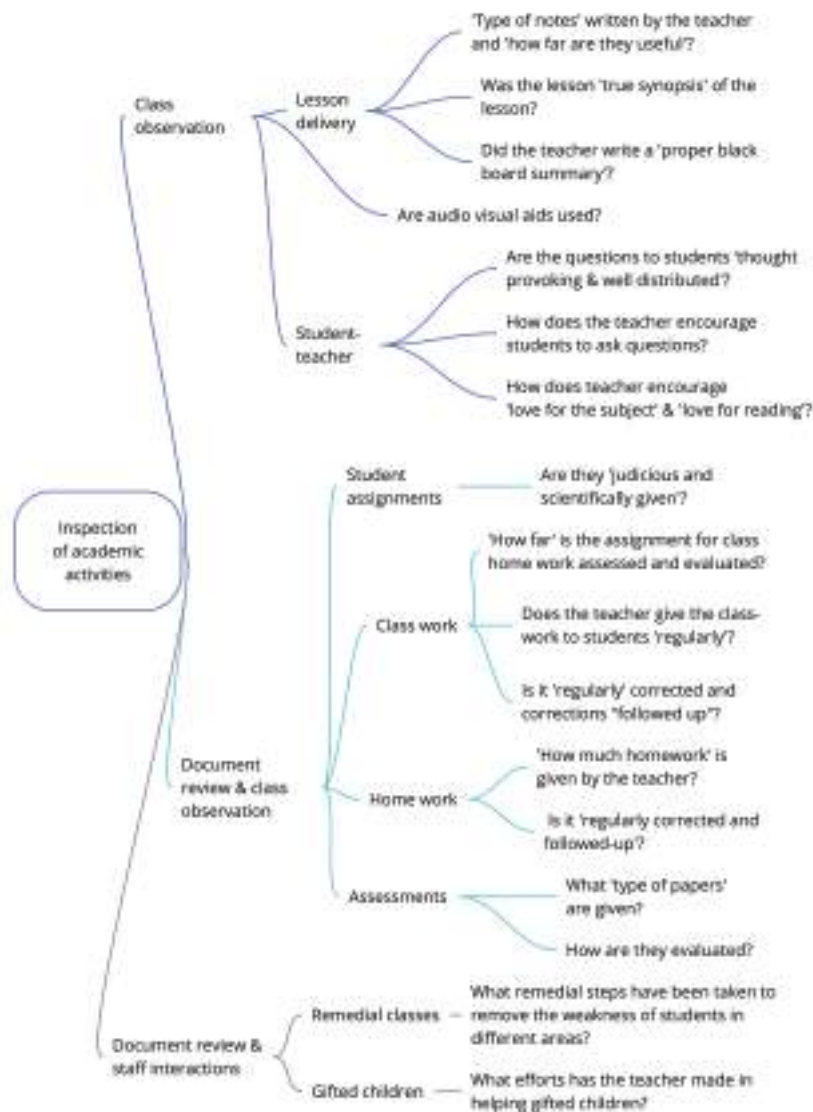 'Type of notes' written by the teacher
and 'how far are they useful'?
Class
observation
Lesson
delivery
Was the lesson 'true synopsis' of the
lesson?
Did the teacher write a 'proper black
board summary'?
Are audio visual aids used?
Student-
teacher
Are the questions to students 'thought
provoking & well distributed'?
How does the teacher encourage
students to ask questions?
How does teacher encourage
'love for the subject' & 'love for reading'?
Inspection
of academic
activities
Document
review & class
observation
Student
assignments
Are they 'judicious and
scientifically given'?
Class work
'How far' is the assignment for class
home work assessed and evaluated?
Does the teacher give the class-
work to students 'regularly'?
Is it 'regularly' corrected and
corrections "followed up"?
Home work
'How much homework' is
given by the teacher?
Is it 'regularly corrected and
followed-up'?
Assessments
What 'type of papers'
are given?
How are they evaluated?
Document review &
staff interactions
Remedial classes
What remedial steps have been taken to
remove the weakness of students in
different areas?
Gifted children
What efforts has the teacher made in
helping gifted children?